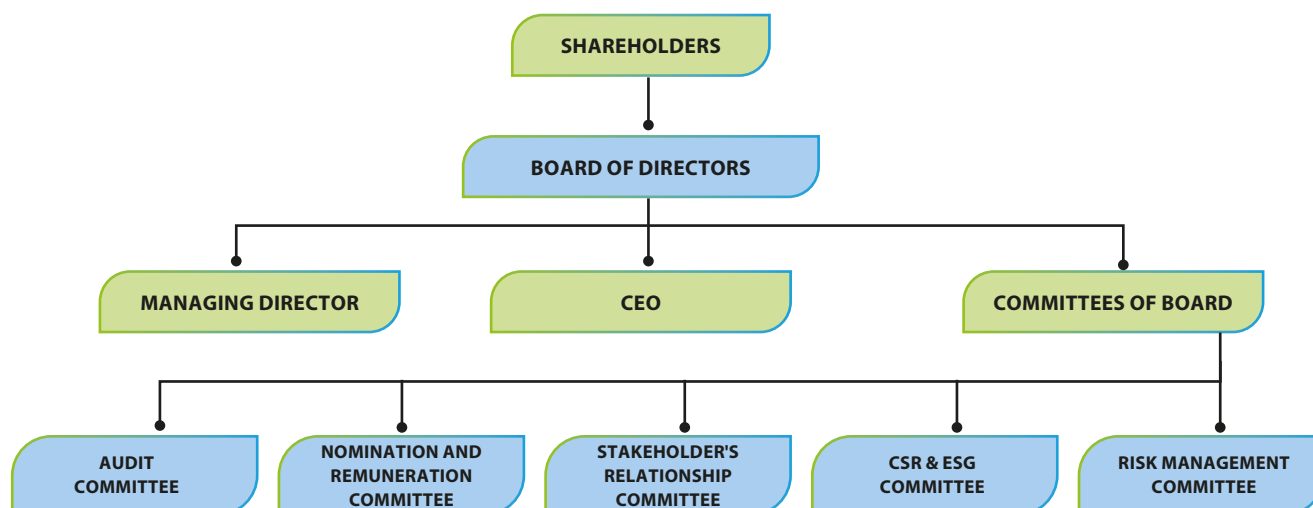 SHAREHOLDERS
BOARD OF DIRECTORS
MANAGING DIRECTOR
CEO
COMMITTEES OF BOARD
AUDIT
COMMITTEE
NOMINATION AND
REMUNERATION
COMMITTEE
STAKEHOLDER'S
RELATIONSHIP
COMMITTEE
CSR & ESG
COMMITTEE
RISK MANAGEMENT
COMMITTEE